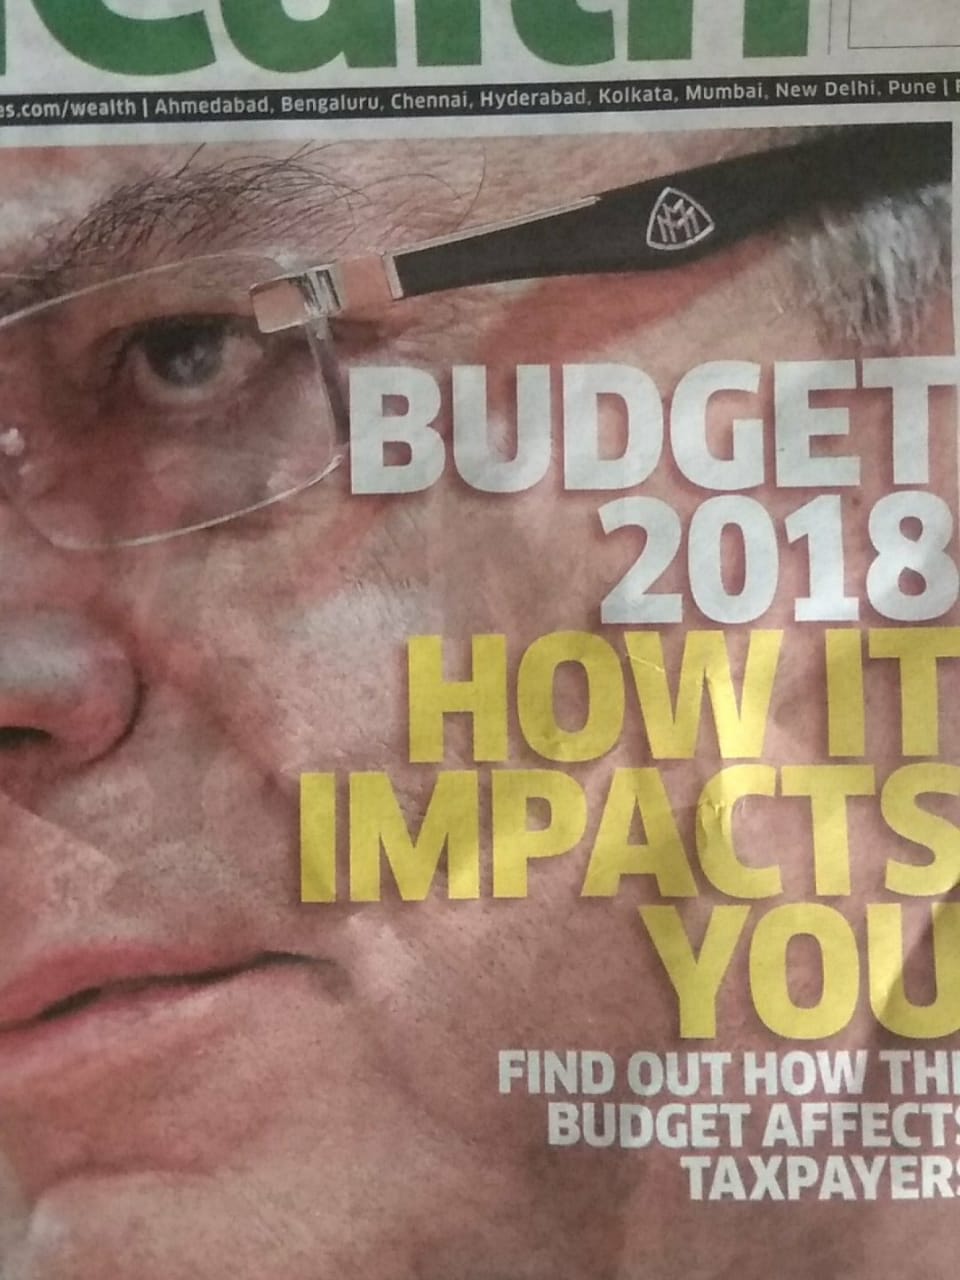 ealth
es.com/wealth | Ahmedabad, Bengaluru, Chennai, Hyderabad, Kolkata, Mumbai, New Delhi, Pune |
BUDGET
2018
HOW IT
IMPACTS
YOU
FIND OUT HOW THE
BUDGET AFFECTS
TAXPAYERS